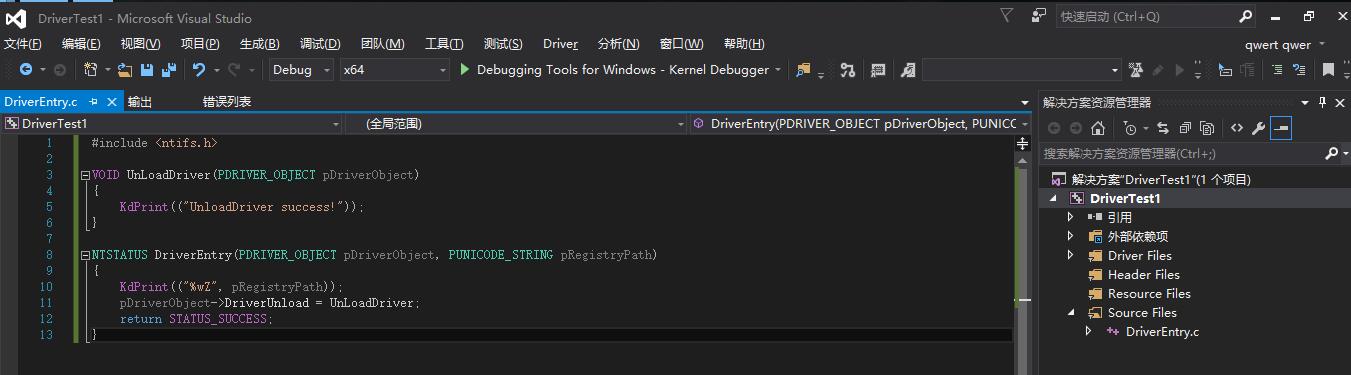 DriverTest1 - Microsoft Visual Studio
快速启动 (Ctrl+Q)
文件(F) 编辑(E) 视图(V) 项目(P) 生成(B) 调试(D) 团队(M) 工具(T) 测试(S) Driver 分析(N) 窗口(W) 帮助(H) qwert qwer
Debug x64 Debugging Tools for Windows - Kernel Debugger
DriverEntry.c 输出 错误列表 解决方案资源管理器
DriverTest1 (全局范围) DriverEntry(PDRIVER_OBJECT pDriverObject, PUNICC
搜索解决方案资源管理器(Ctrl+;)
1 #include <ntifs.h>
2
3 VOID UnLoadDriver(PDRIVER_OBJECT pDriverObject)
4 {
5 KdPrint(("UnloadDriver success!"));
6 }
7
8 NTSTATUS DriverEntry(PDRIVER_OBJECT pDriverObject, PUNICODE_STRING pRegistryPath)
9 {
10 KdPrint(("%wZ", pRegistryPath));
11 pDriverObject->DriverUnload = UnLoadDriver;
12 return STATUS_SUCCESS;
13 }
解决方案"DriverTest1"(1 个项目)
DriverTest1
引用
外部依赖项
Driver Files
Header Files
Resource Files
Source Files
DriverEntry.c